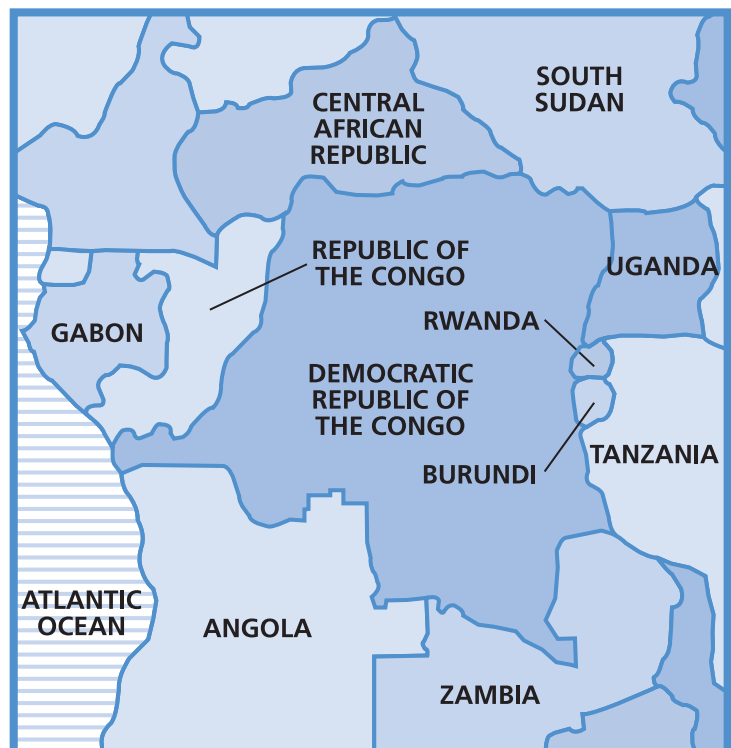 SOUTH
SUDAN
CENTRAL
AFRICAN
REPUBLIC
REPUBLIC OF
THE CONGO
UGANDA
GABON
RWANDA
DEMOCRATIC
REPUBLIC OF
THE CONGO
TANZANIA
BURUNDI
ATLANTIC
OCEAN
ANGOLA
ZAMBIA